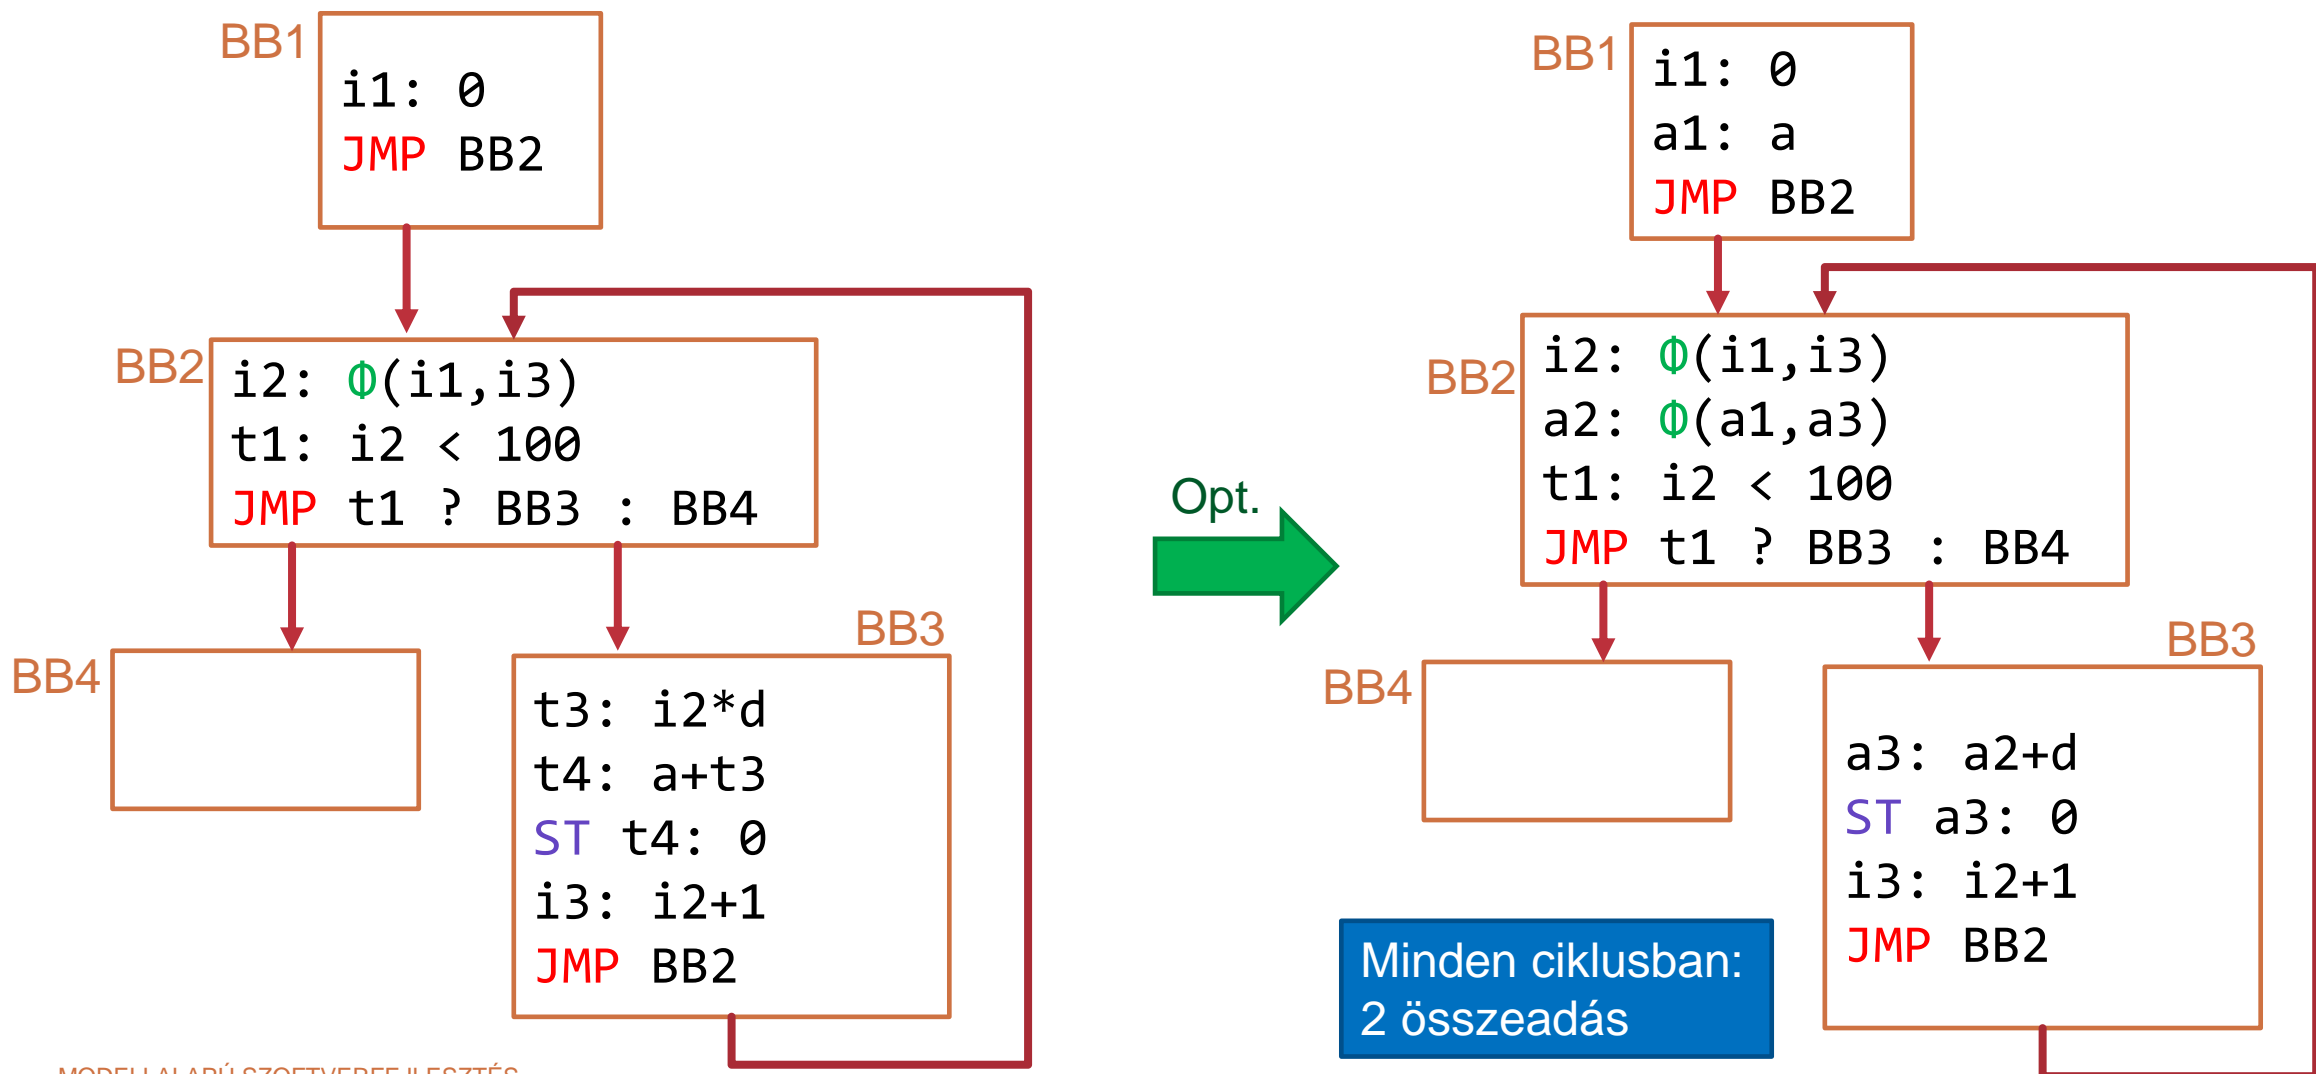 BB1
i1: 0
JMP BB2
BB2
i2: Φ(i1,i3)
t1: i2 < 100
JMP t1 ? BB3 : BB4
BB4
BB3
t3: i2*d
t4: a+t3
ST t4: 0
i3: i2+1
JMP BB2
Opt.
BB1
i1: 0
a1: a
JMP BB2
BB2
i2: Φ(i1,i3)
a2: Φ(a1,a3)
t1: i2 < 100
JMP t1 ? BB3 : BB4
BB4
BB3
a3: a2+d
ST a3: 0
i3: i2+1
JMP BB2
Minden ciklusban:
2 összeadás
MODELLALAPÚ SZOFTVERFEJLESZTÉS